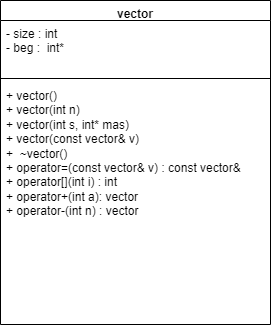 vector
- size : int
- beg :  int*
+ vector()
+ vector(int n)
+ vector(int s, int* mas)
+ vector(const vector& v)
+  ~vector()
+ operator=(const vector& v) : const vector&
+ operator[](int i) : int
+ operator+(int a): vector
+ operator-(int n) : vector